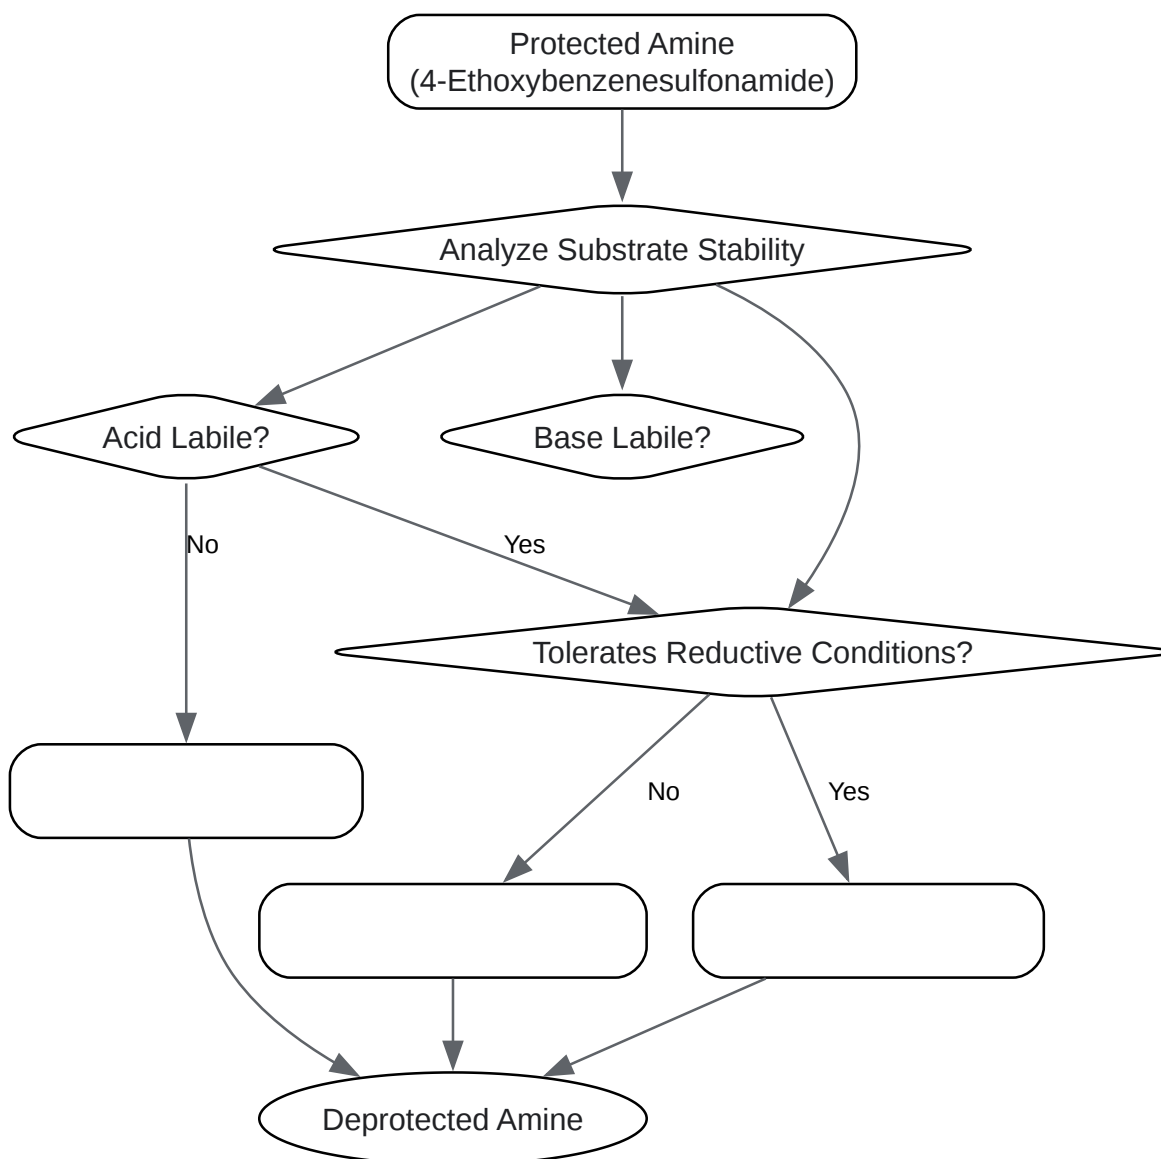 Protected Amine
(4-Ethoxybenzenesulfonamide)
Analyze Substrate Stability
Acid Labile?
Base Labile?
No
Yes
Tolerates Reductive Conditions?
No
Yes
Deprotected Amine